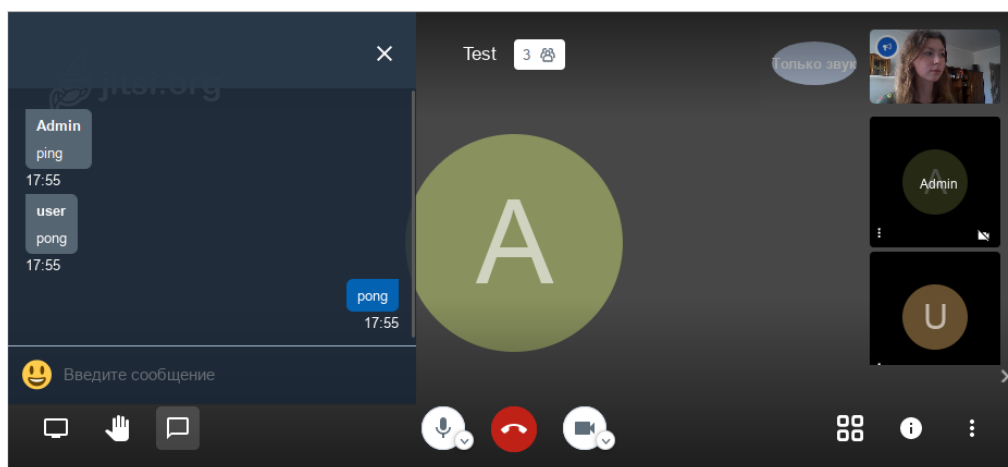 Test
3
Только звук
jitsi.org
Admin
ping
17:55
user
pong
17:55
pong
17:55
Введите сообщение
A
A
Admin
U